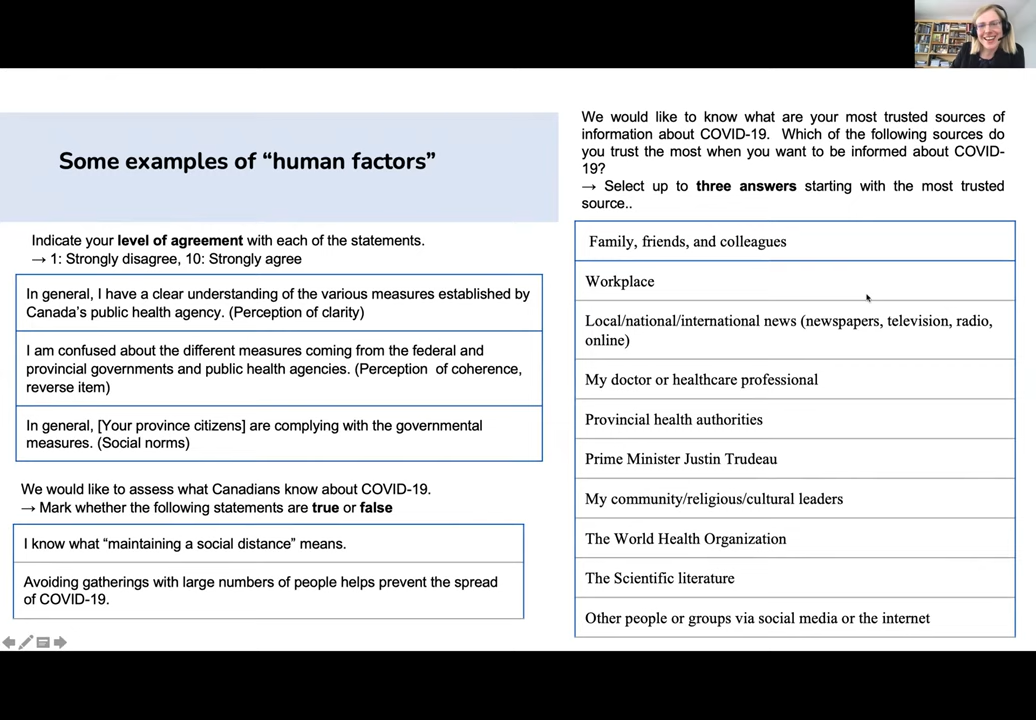 Some examples of “human factors”
Indicate your level of agreement with each of the statements.
→ 1: Strongly disagree, 10: Strongly agree
In general, I have a clear understanding of the various measures established by
Canada’s public health agency. (Perception of clarity)
I am confused about the different measures coming from the federal and
provincial governments and public health agencies. (Perception of coherence,
reverse item)
In general, [Your province citizens] are complying with the governmental
measures. (Social norms)
We would like to assess what Canadians know about COVID-19.
→ Mark whether the following statements are true or false
I know what “maintaining a social distance” means.
Avoiding gatherings with large numbers of people helps prevent the spread
of COVID-19.
We would like to know what are your most trusted sources of
information about COVID-19. Which of the following sources do
you trust the most when you want to be informed about COVID-
19?
→ Select up to three answers starting with the most trusted
source..
Family, friends, and colleagues
Workplace
Local/national/international news (newspapers, television, radio,
online)
My doctor or healthcare professional
Provincial health authorities
Prime Minister Justin Trudeau
My community/religious/cultural leaders
The World Health Organization
The Scientific literature
Other people or groups via social media or the internet